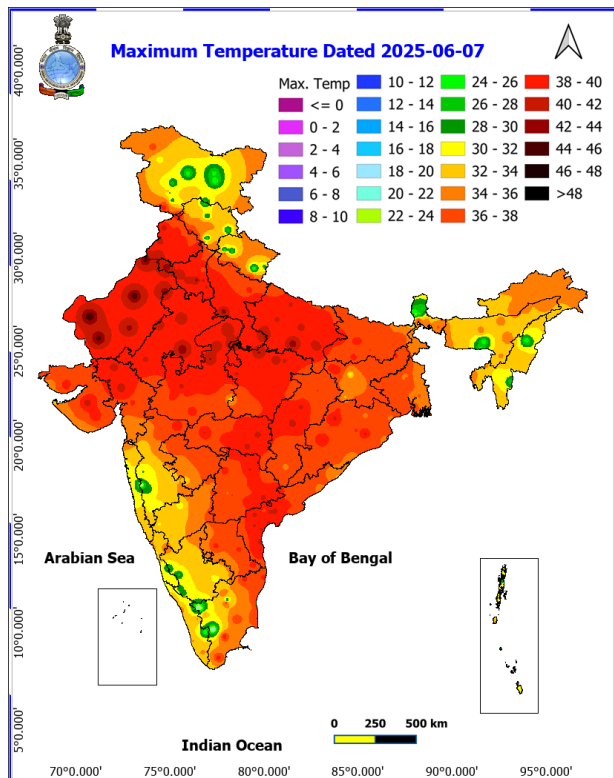 Maximum Temperature Dated 2025-06-07
Max. Temp
<= 0
0 - 2
2 - 4
4 - 6
6 - 8
8 - 10
10 - 12
12 - 14
14 - 16
16 - 18
18 - 20
20 - 22
22 - 24
24 - 26
26 - 28
28 - 30
30 - 32
32 - 34
34 - 36
36 - 38
38 - 40
40 - 42
42 - 44
44 - 46
46 - 48
>48
40°0.000'
35°0.000'
30°0.000'
25°0.000'
20°0.000'
15°0.000'
10°0.000'
5°0.000'
Arabian Sea
Bay of Bengal
Indian Ocean
0 250 500 km
70°0.000' 75°0.000' 80°0.000' 85°0.000' 90°0.000' 95°0.000'